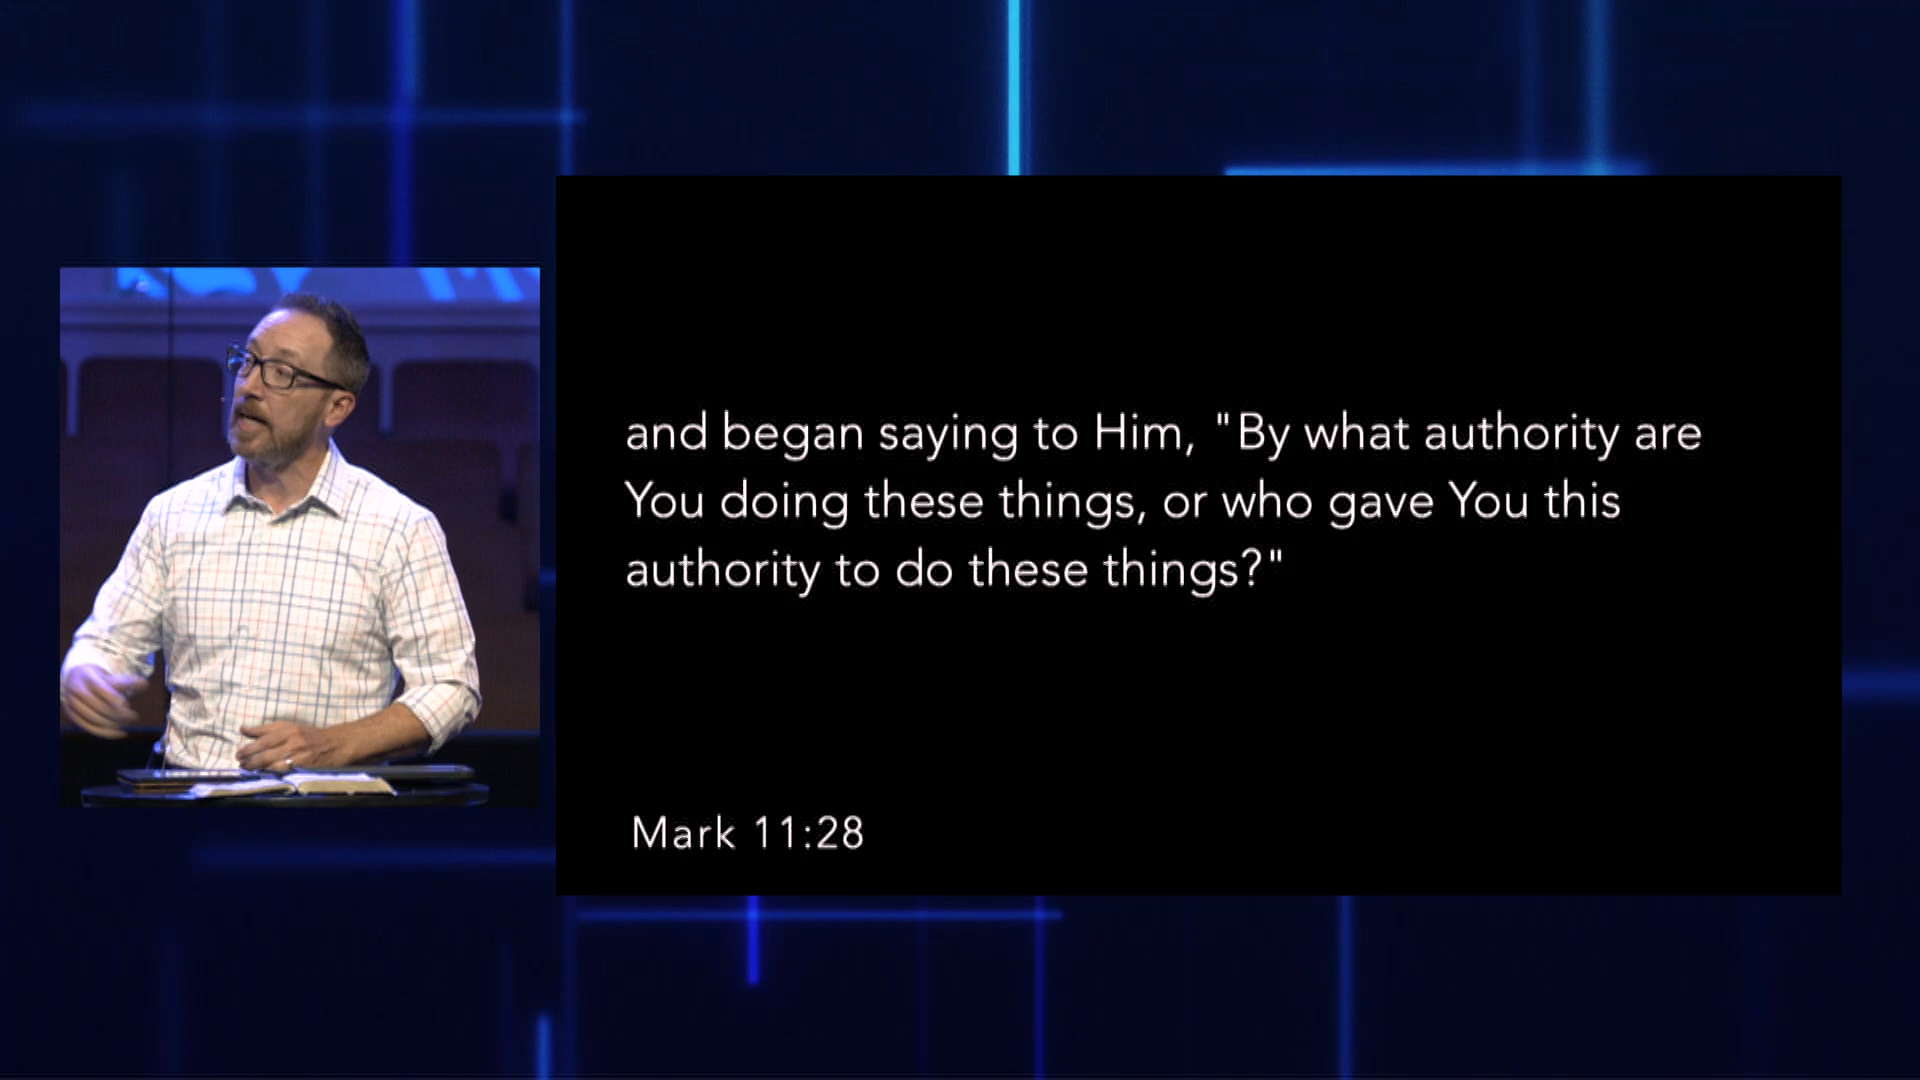 and began saying to Him, "By what authority are
You doing these things, or who gave You this
authority to do these things?"
Mark 11:28